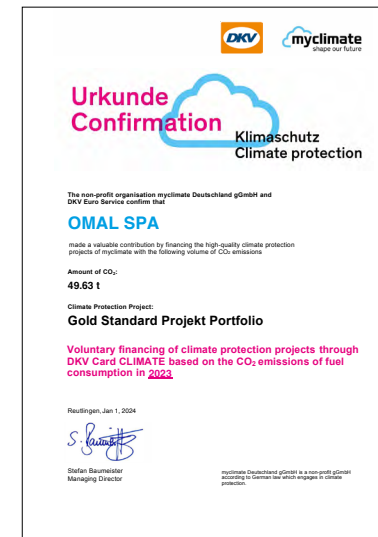 DKV
myclimate
shape our future
Urkunde
Confirmation
Klimaschutz
Climate protection
The non-profit organisation myclimate Deutschland gGmbH and
DKV Euro Service confirm that
OMAL SPA
made a valuable contribution by financing the high-quality climate protection
projects of myclimate with the following volume of CO₂ emissions
Amount of CO₂:
49.63 t
Climate Protection Project:
Gold Standard Projekt Portfolio
Voluntary financing of climate protection projects through
DKV Card CLIMATE based on the CO₂ emissions of fuel
consumption in 2023
Reutlingen, Jan 1, 2024
S. Baumeister
Stefan Baumeister
Managing Director
myclimate Deutschland gGmbH is a non-profit gGmbH
according to German law which engages in climate
protection.